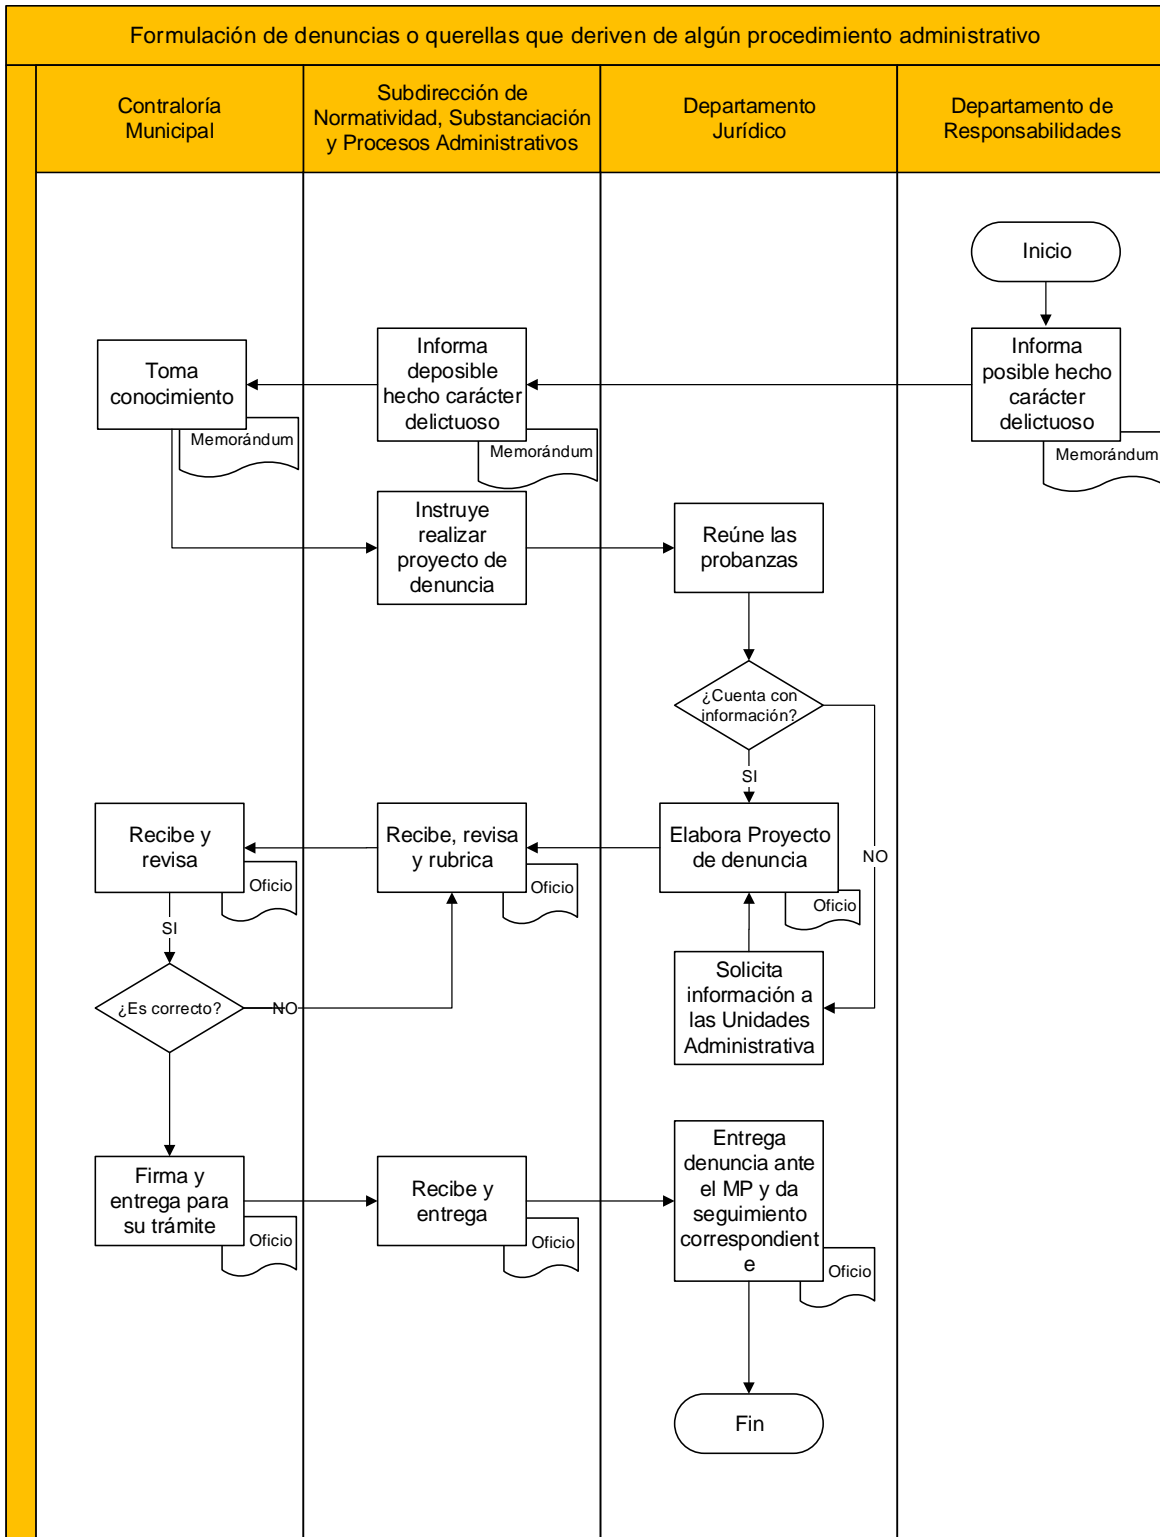 Formulación de denuncias o querellas que deriven de algún procedimiento administrativo
Contraloría
Municipal
Subdirección de
Normatividad, Substanciación
y Procesos Administrativos
Departamento
Jurídico
Departamento de
Responsabilidades
Inicio
Informa
posible hecho
carácter
delictuoso
Memorándum
Informa
deposible
hecho carácter
delictuoso
Memorándum
Toma
conocimiento
Memorándum
Instruye
realizar
proyecto de
denuncia
Reúne las
probanzas
¿Cuenta con
información?
SI
NO
Elabora Proyecto
de denuncia
Oficio
Solicita
información a
las Unidades
Administrativa
Recibe, revisa
y rubrica
Oficio
Recibe y
revisa
Oficio
SI
¿Es correcto?
NO
Firma y
entrega para
su trámite
Oficio
Recibe y
entrega
Oficio
Entrega
denuncia ante
el MP y da
seguimiento
correspondient
e
Oficio
Fin